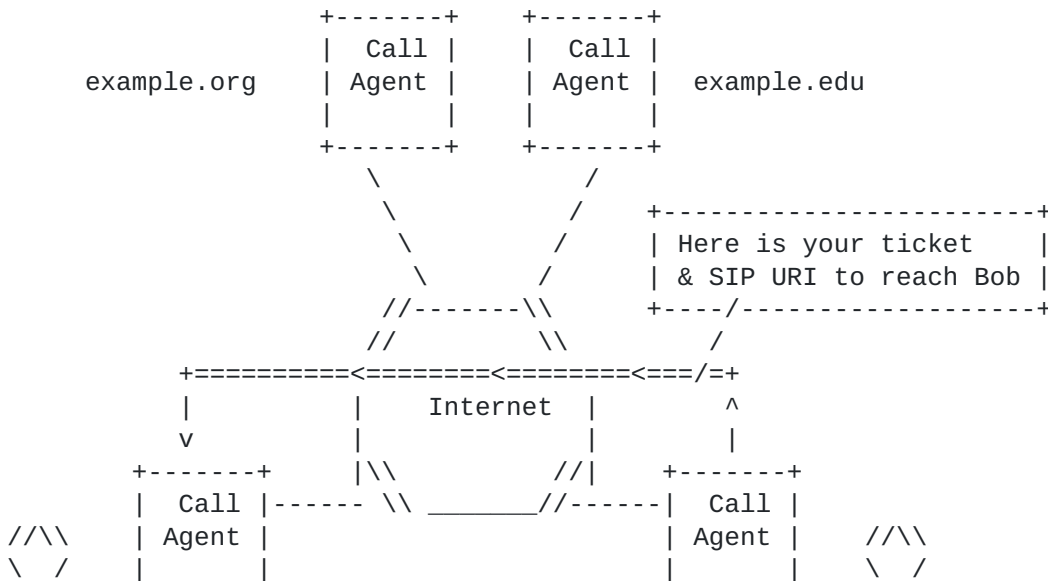 Call Call
example.org Agent Agent example.edu
Here is your ticket
& SIP URI to reach Bob
Internet
Call Call
Agent Agent